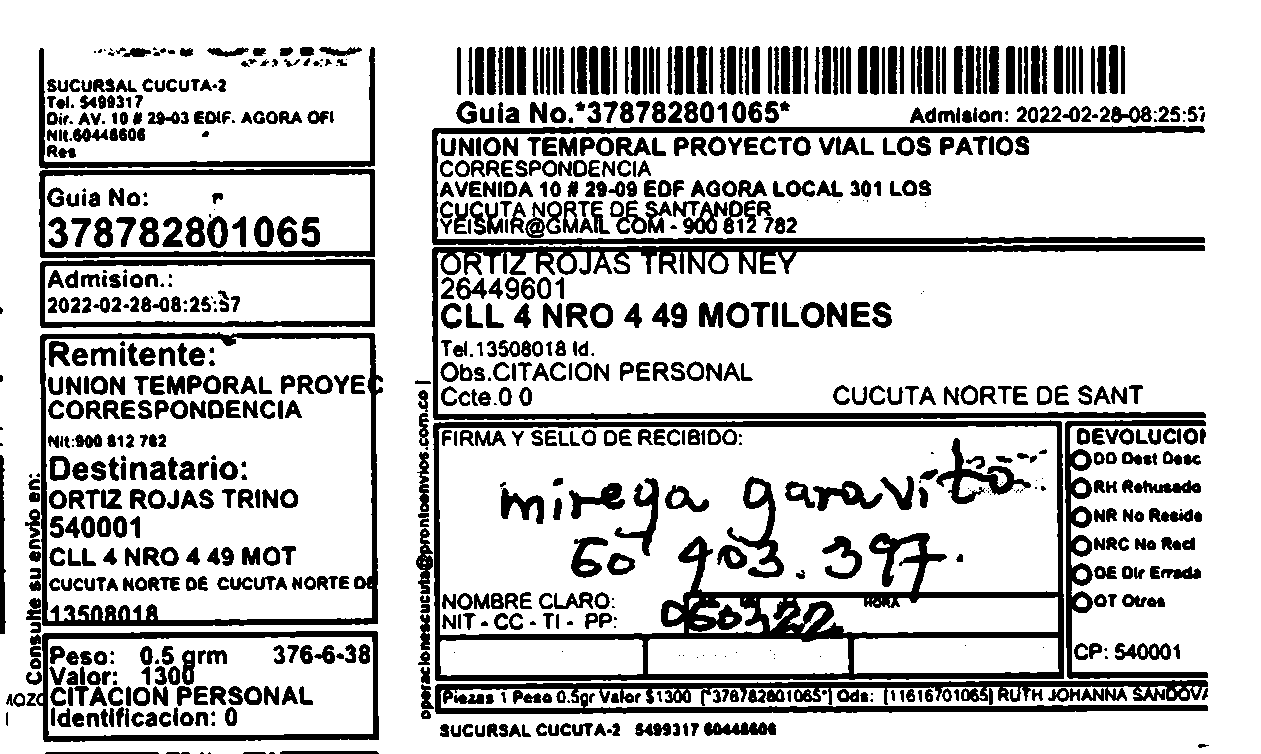 SUCURSAL CUCUTA-2
Tel. 5499317
Dir. AV. 10 # 29-03 EDIF. AGORA OFI
Nit.60448606
Res
Guia No:
378782801065
Admision.:
2022-02-28-08:25:57
Remitente:
UNION TEMPORAL PROYEC
CORRESPONDENCIA
Nit:900 812 782
Destinatario:
ORTIZ ROJAS TRINO
540001
CLL 4 NRO 4 49 MOT
CUCUTA NORTE DE CUCUTA NORTE DE
13508018
Peso: 0.5 grm 376-6-38
Valor: 1300
CITACION PERSONAL
Identificacion: 0
Consulte su envio en:
operacionescucuta@prontoenvios.com.co
Guia No.*378782801065*
Admision: 2022-02-28-08:25:57
UNION TEMPORAL PROYECTO VIAL LOS PATIOS
CORRESPONDENCIA
AVENIDA 10 # 29-09 EDF AGORA LOCAL 301 LOS
CUCUTA NORTE DE SANTANDER
YEISMIR@GMAIL COM - 900 812 782
ORTIZ ROJAS TRINO NEY
26449601
CLL 4 NRO 4 49 MOTILONES
Tel.13508018 Id.
Obs.CITACION PERSONAL
Ccte.0 0
CUCUTA NORTE DE SANT
FIRMA Y SELLO DE RECIBIDO:
mirega garavito
60 403.397.
NOMBRE CLARO:
HORA
NIT - CC - TI - PP:
060322
DEVOLUCION
DD Dest Desc
RH Rehusado
NR No Reside
NRC No Recl
DE Dir Errada
OT Otros
CP: 540001
Piezas 1 Peso 0.5gr Valor $1300 [*378782801065*] Ods: [11616701065] RUTH JOHANNA SANDOVA
SUCURSAL CUCUTA-2 5499317 60448606